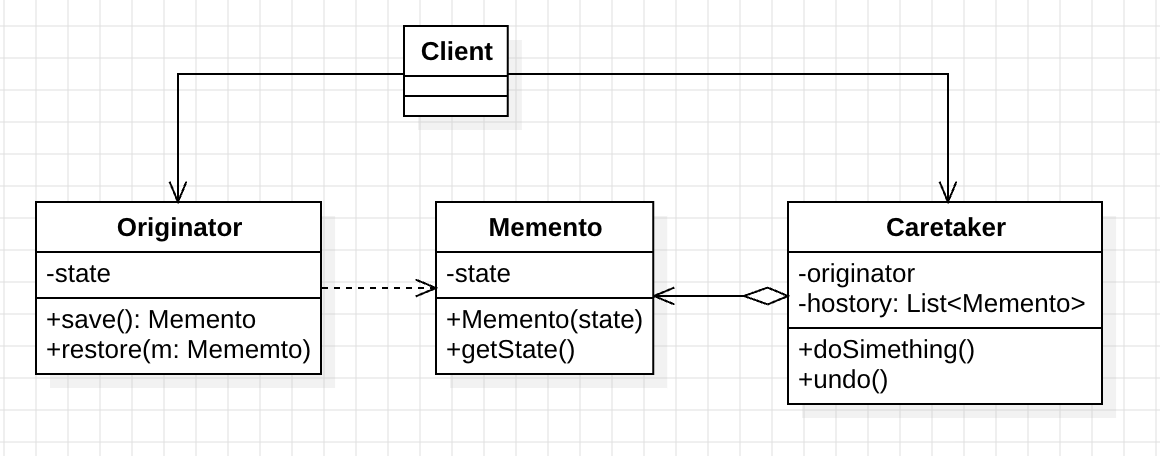 Client
Originator
-state
+save(): Memento
+restore(m: Mememto)
Memento
-state
+Memento(state)
+getState()
Caretaker
-originator
-hostory: List<Memento>
+doSimething()
+undo()